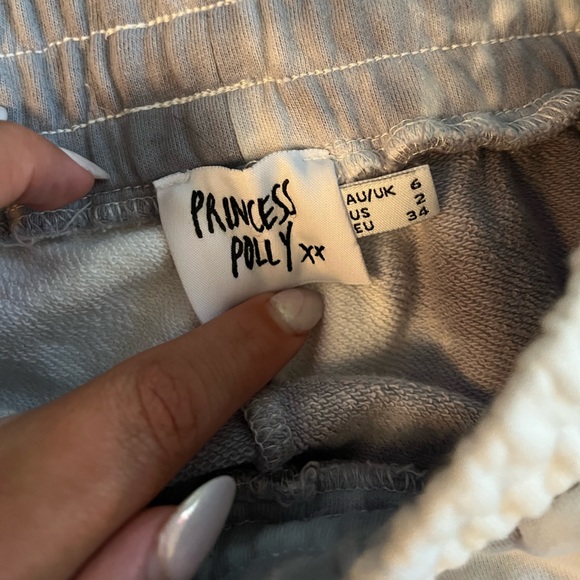 PRINCESS
POLLY xx
AU/UK 6
US 2
EU 34